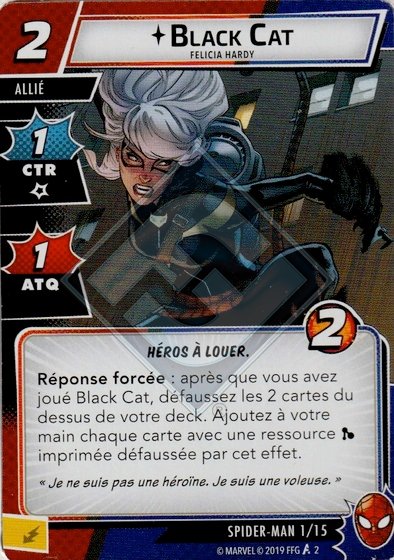 2
BLACK CAT
FELICIA HARDY
ALLIÉ
1
CTR
1
ATQ
2
HÉROS À LOUER.
Réponse forcée : après que vous avez
joué Black Cat, défaussez les 2 cartes du
dessus de votre deck. Ajoutez à votre
main chaque carte avec une ressource
imprimée défaussée par cet effet.
« Je ne suis pas une héroïne. Je suis une voleuse. »
SPIDER-MAN 1/15
© MARVEL © 2019 FFG 2